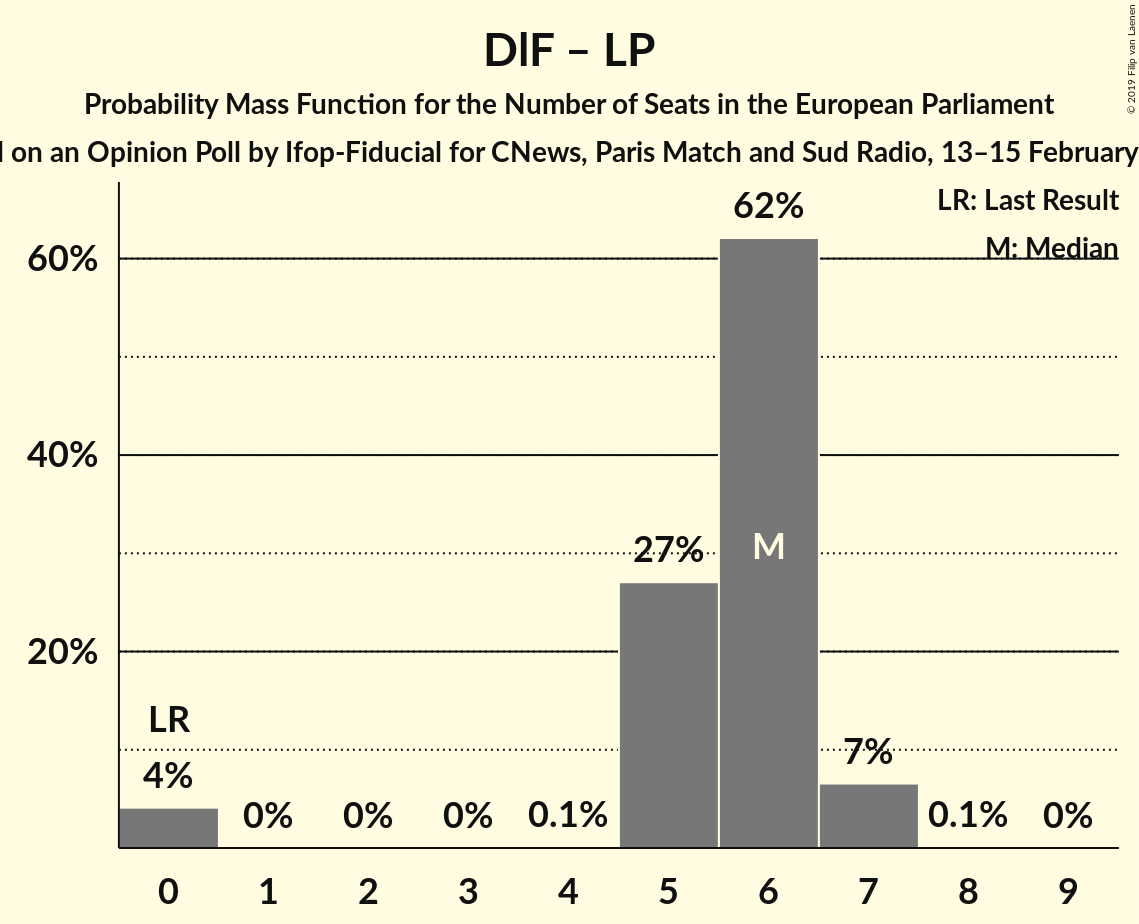 DlF – LP
Probability Mass Function for the Number of Seats in the European Parliament
on an Opinion Poll by Ifop-Fiducial for CNews, Paris Match and Sud Radio, 13–15 February
© 2019 Filip van Laenen
LR: Last Result
M: Median
62%
60%
40%
27%
M
20%
LR
4%
0%
0%
0%
0.1%
7%
0.1%
0%
0 1 2 3 4 5 6 7 8 9